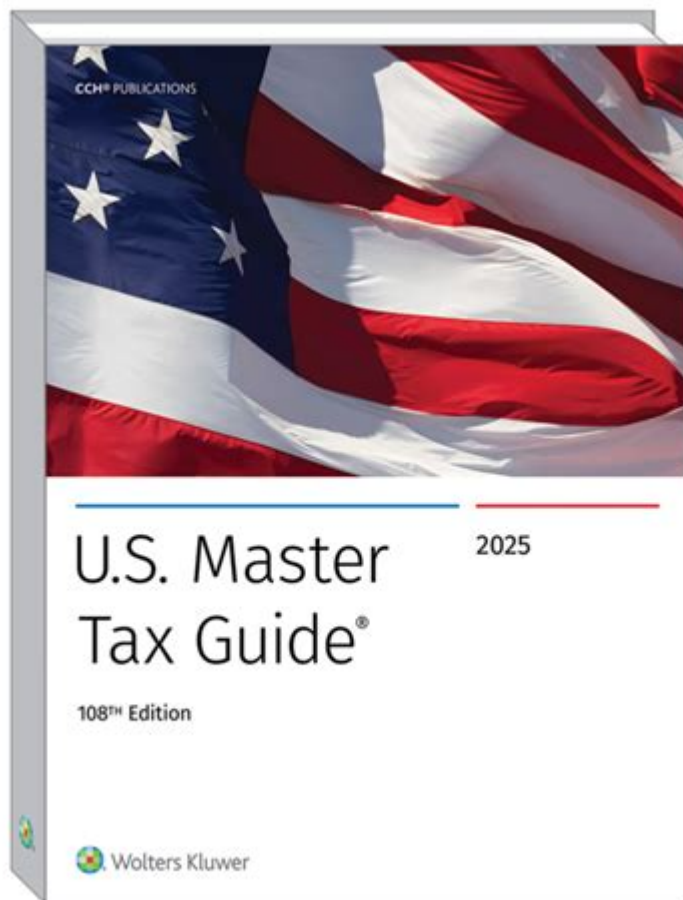 CCH® PUBLICATIONS
U.S. Master
Tax Guide®
2025
108TH Edition
Wolters Kluwer